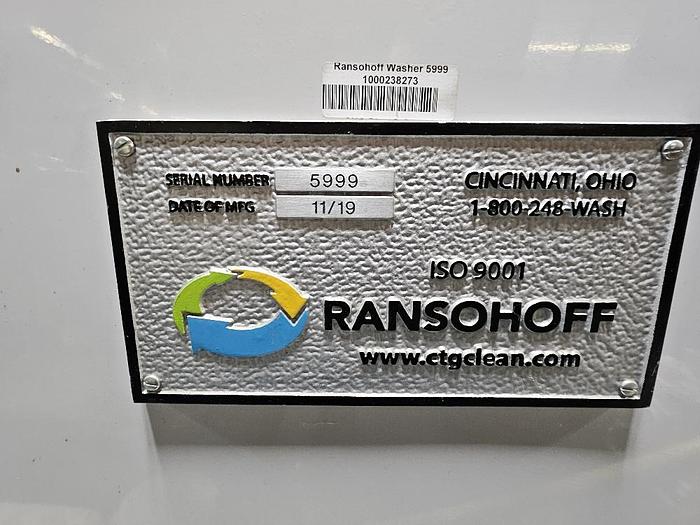 Ransohoff Washer 5999
1000238273
SERIAL NUMBER 5999
DATE OF MFG 11/19
CINCINNATI, OHIO
1-800-248-WASH
ISO 9001
RANSOHOFF
www.ctgclean.com